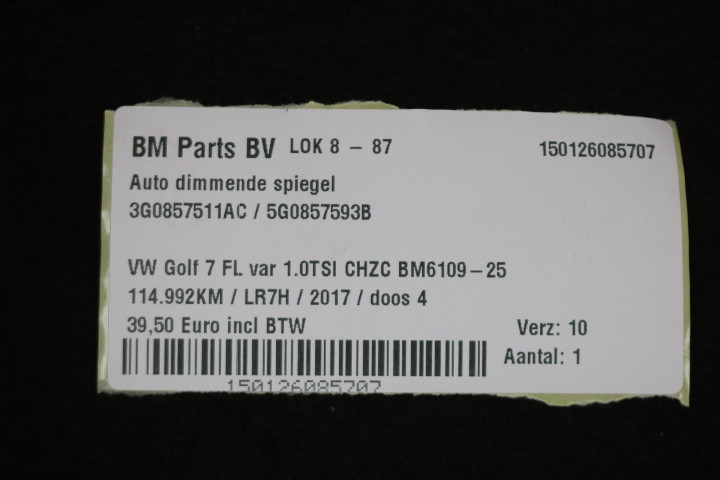 BM Parts BV LOK 8 - 87 150126085707
Auto dimmende spiegel
3G0857511AC / 5G0857593B
VW Golf 7 FL var 1.0TSI CHZC BM6109-25
114.992KM / LR7H / 2017 / doos 4
39,50 Euro incl BTW Verz: 10
Aantal: 1
150126085707